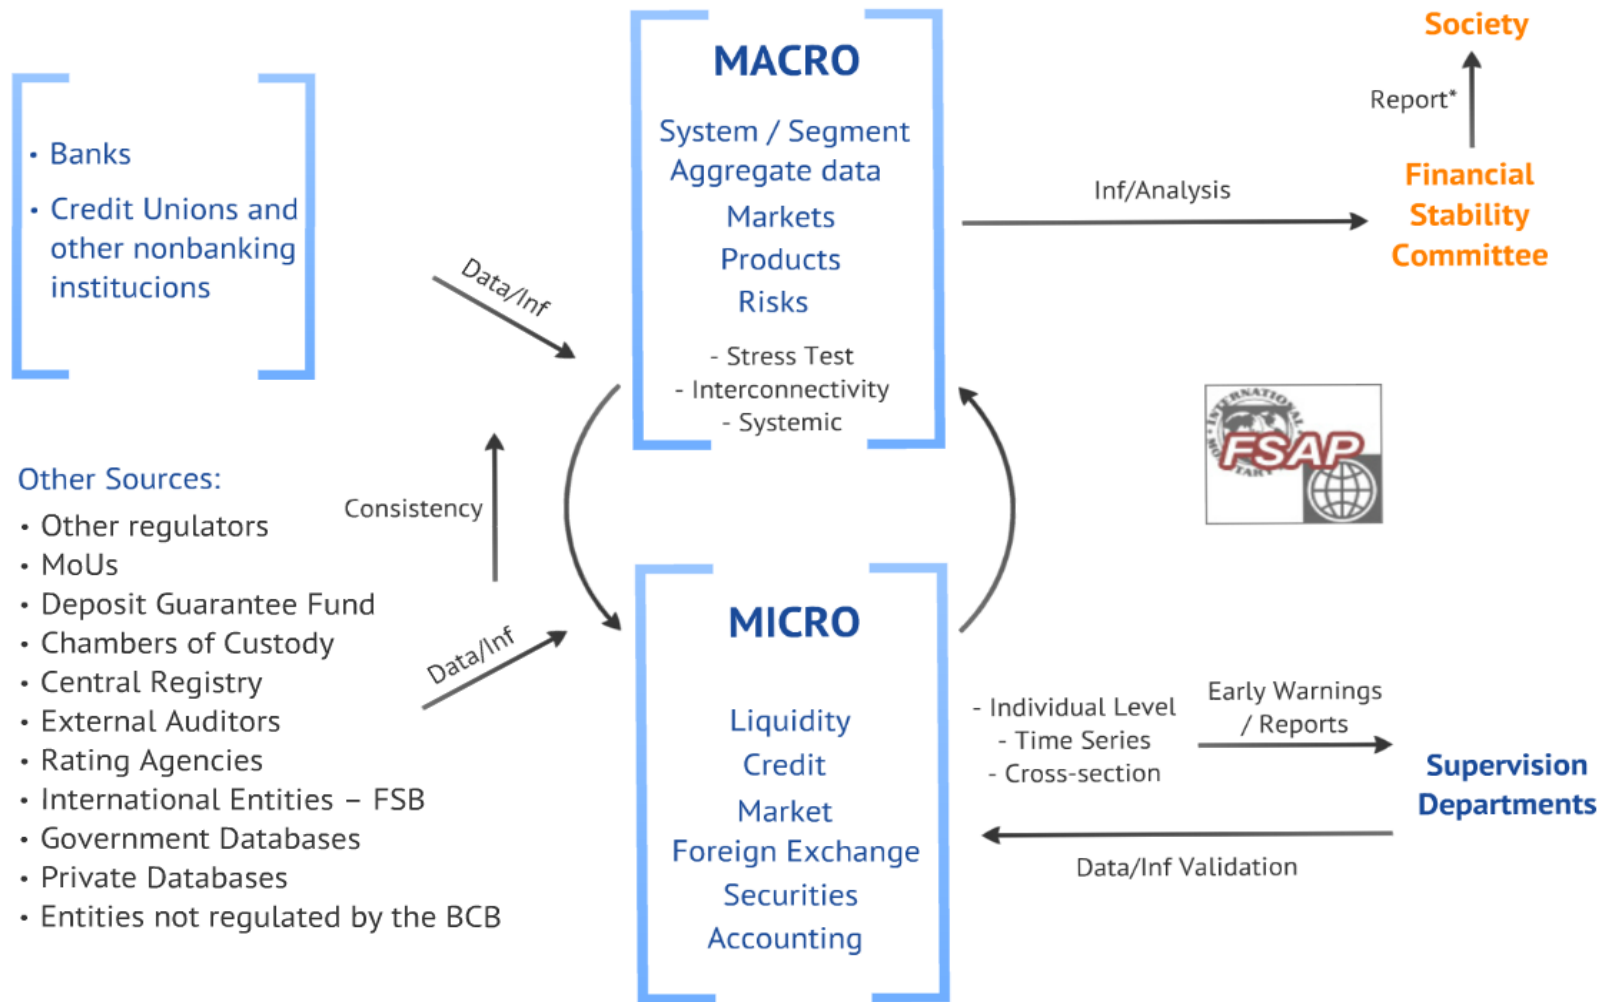 Banks
Credit Unions and
other nonbanking
institucions
Other Sources:
Other regulators
MoUs
Deposit Guarantee Fund
Chambers of Custody
Central Registry
External Auditors
Rating Agencies
International Entities – FSB
Government Databases
Private Databases
Entities not regulated by the BCB
Data/Inf
Consistency
Data/Inf
MACRO
System / Segment
Aggregate data
Markets
Products
Risks
- Stress Test
- Interconnectivity
- Systemic
MICRO
Liquidity
Credit
Market
Foreign Exchange
Securities
Accounting
Inf/Analysis
Society
Report*
Financial
Stability
Committee
INTERNATIONAL
FSAP
- Individual Level
- Time Series
- Cross-section
Early Warnings
/ Reports
Supervision
Departments
Data/Inf Validation